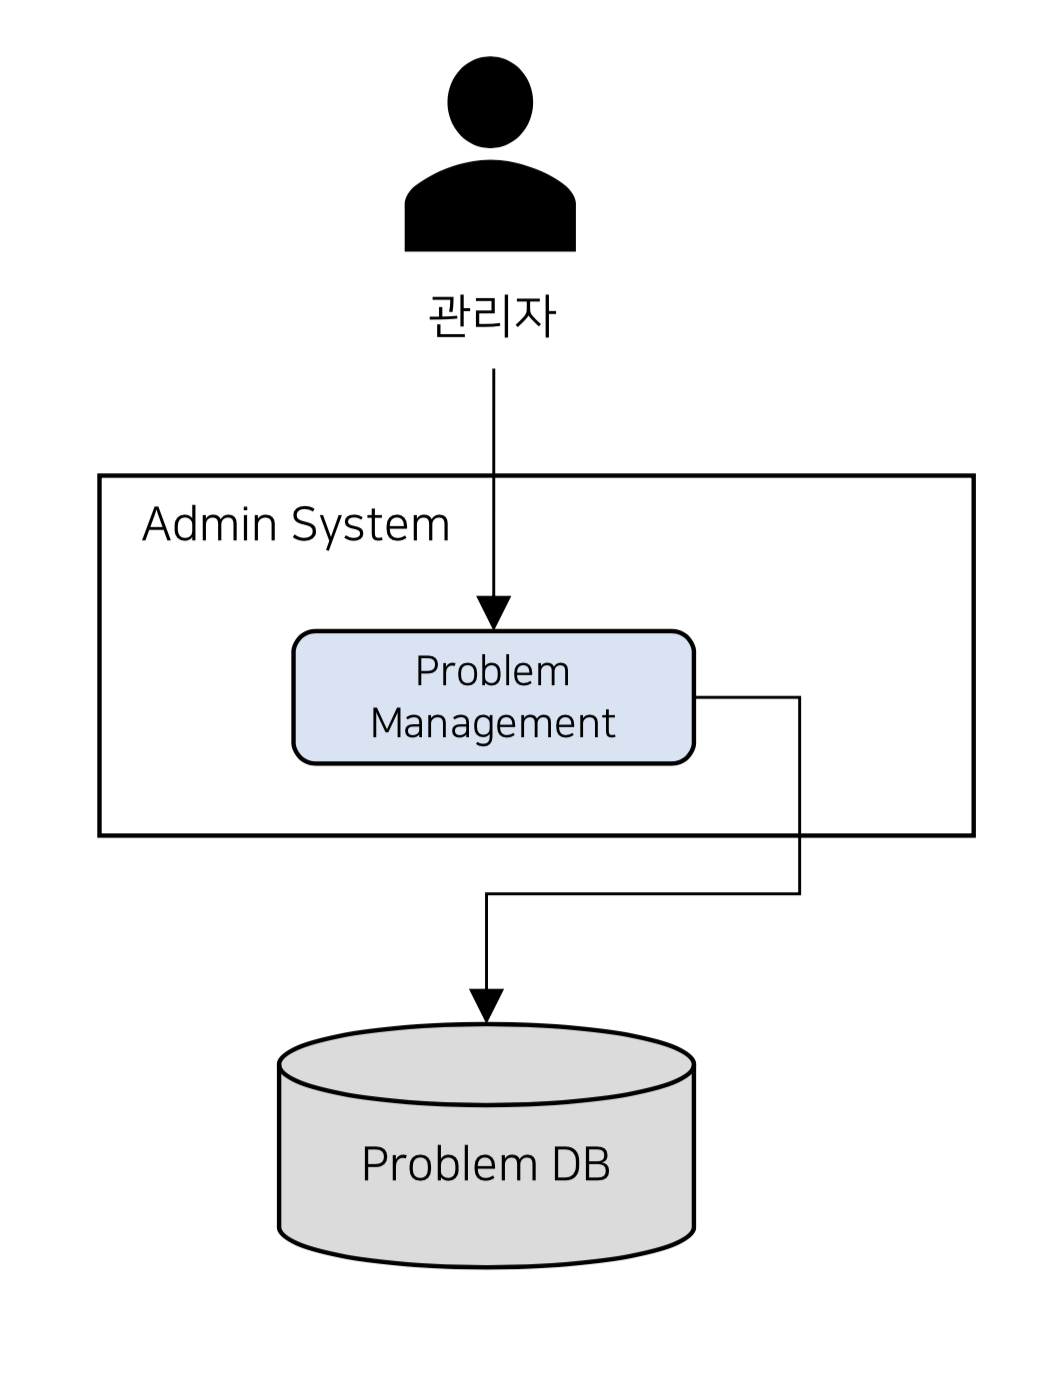 관리자
Admin System
Problem
Management
Problem DB